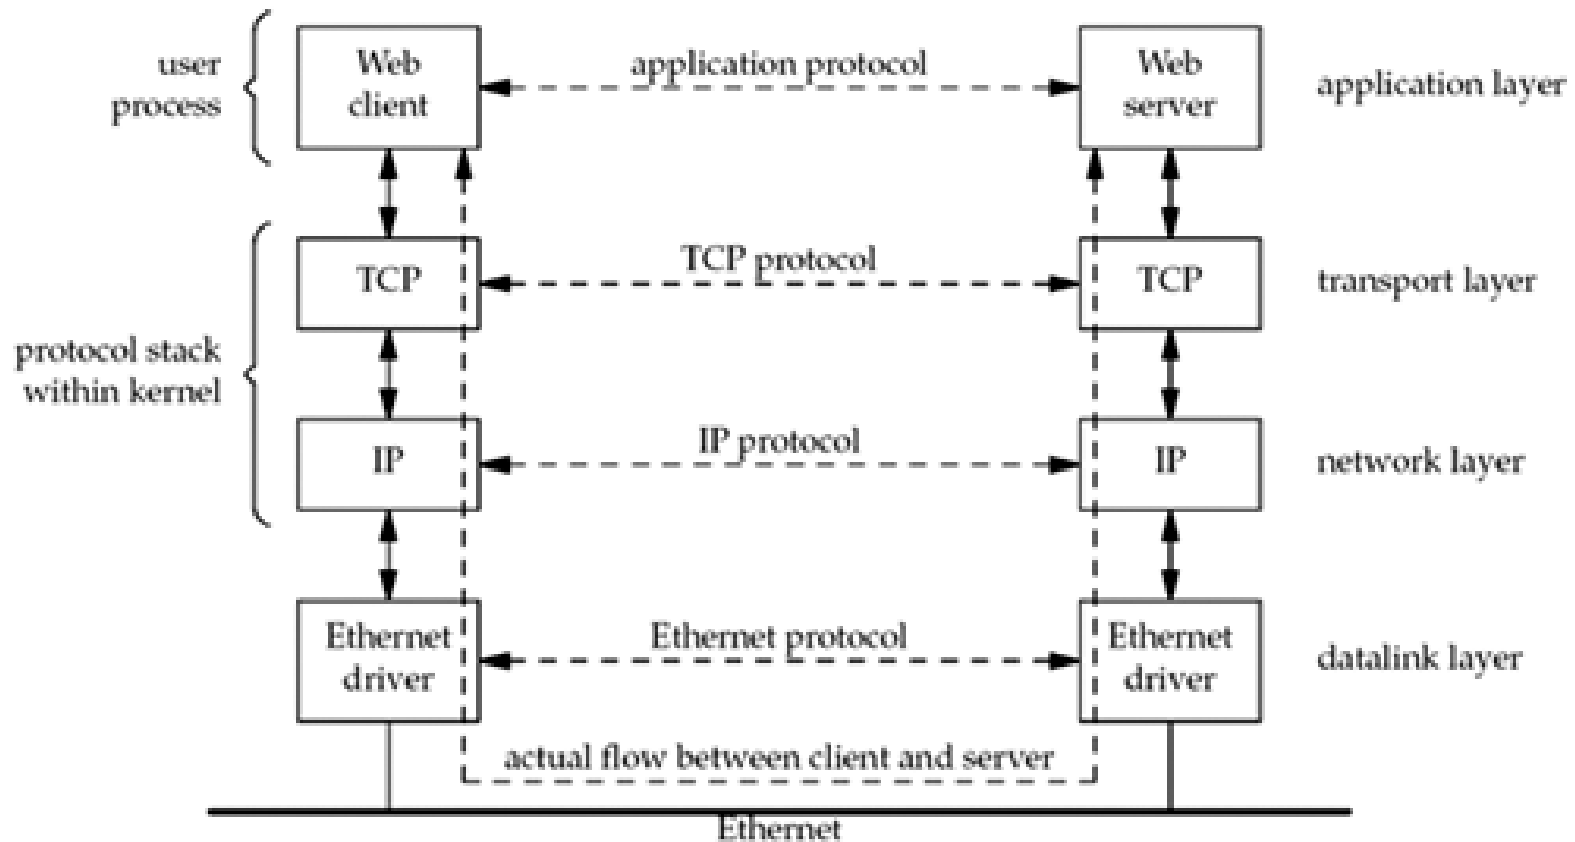 user
process
Web
client
application protocol
Web
server
application layer
TCP
TCP protocol
TCP
transport layer
protocol stack
within kernel
IP
IP protocol
IP
network layer
Ethernet
driver
Ethernet protocol
Ethernet
driver
datalink layer
actual flow between client and server
Ethernet